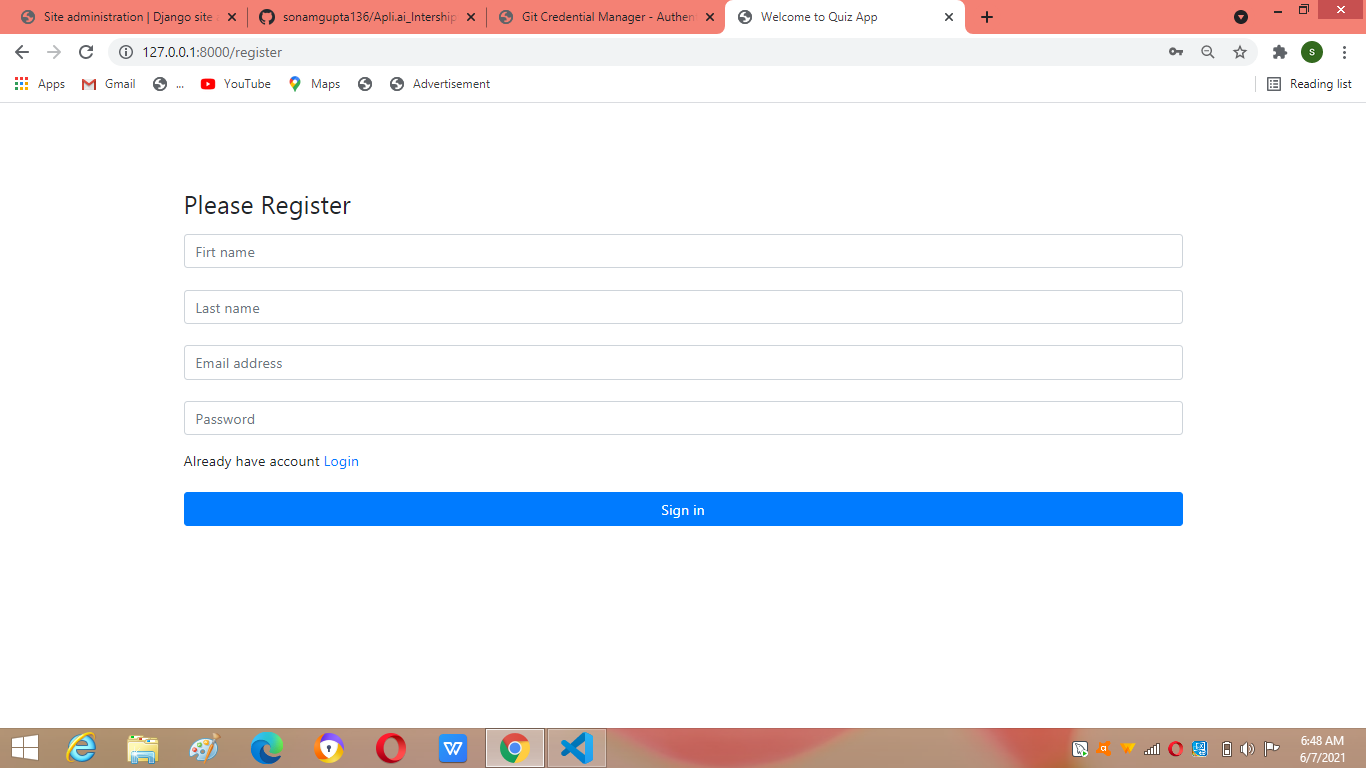 Site administration | Django site a
sonamgupta136/Apli.ai_Intership
Git Credential Manager - Authent
Welcome to Quiz App
127.0.0.1:8000/register
S
Apps
Gmail
...
YouTube
Maps
Advertisement
Reading list
Please Register
Firt name
Last name
Email address
Password
Already have account Login
Sign in
6:48 AM
6/7/2021